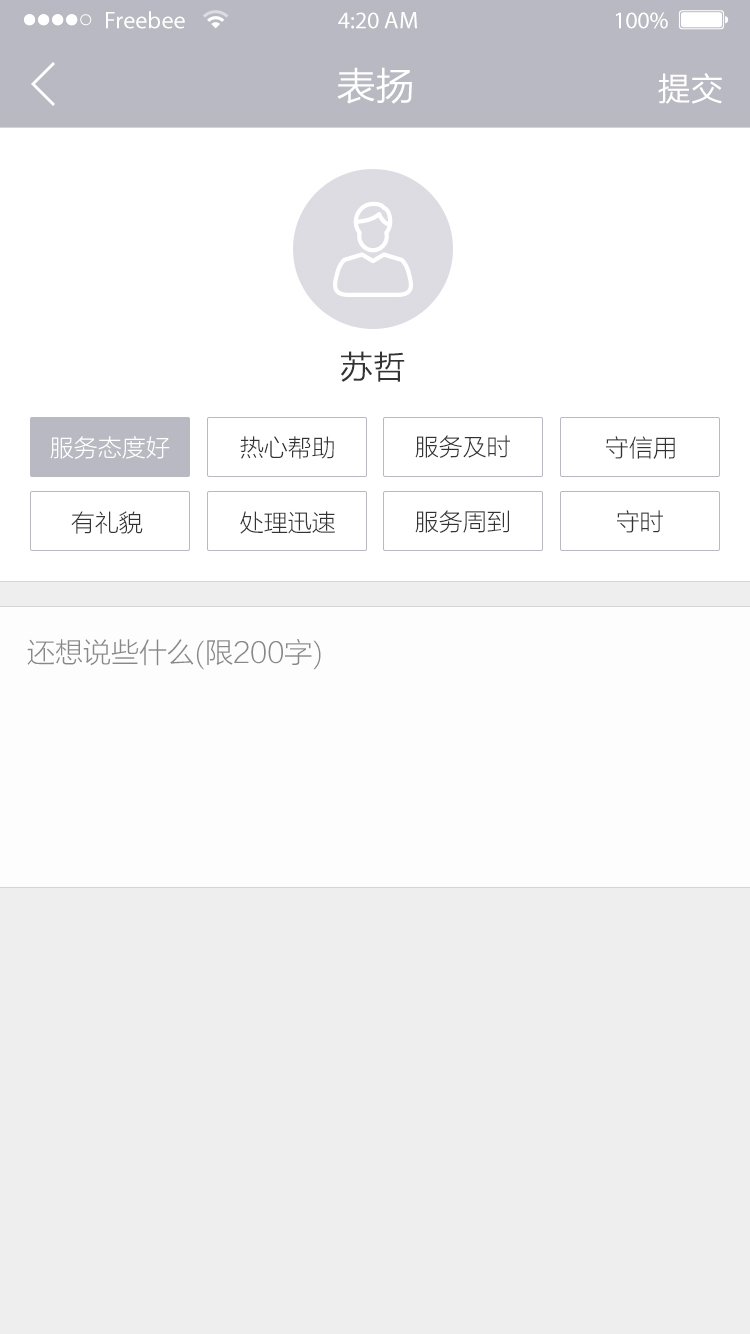 Freebee 4:20 AM 100%
表扬 提交
苏哲
服务态度好 热心帮助 服务及时 守信用
有礼貌 处理迅速 服务周到 守时
还想说些什么(限200字)